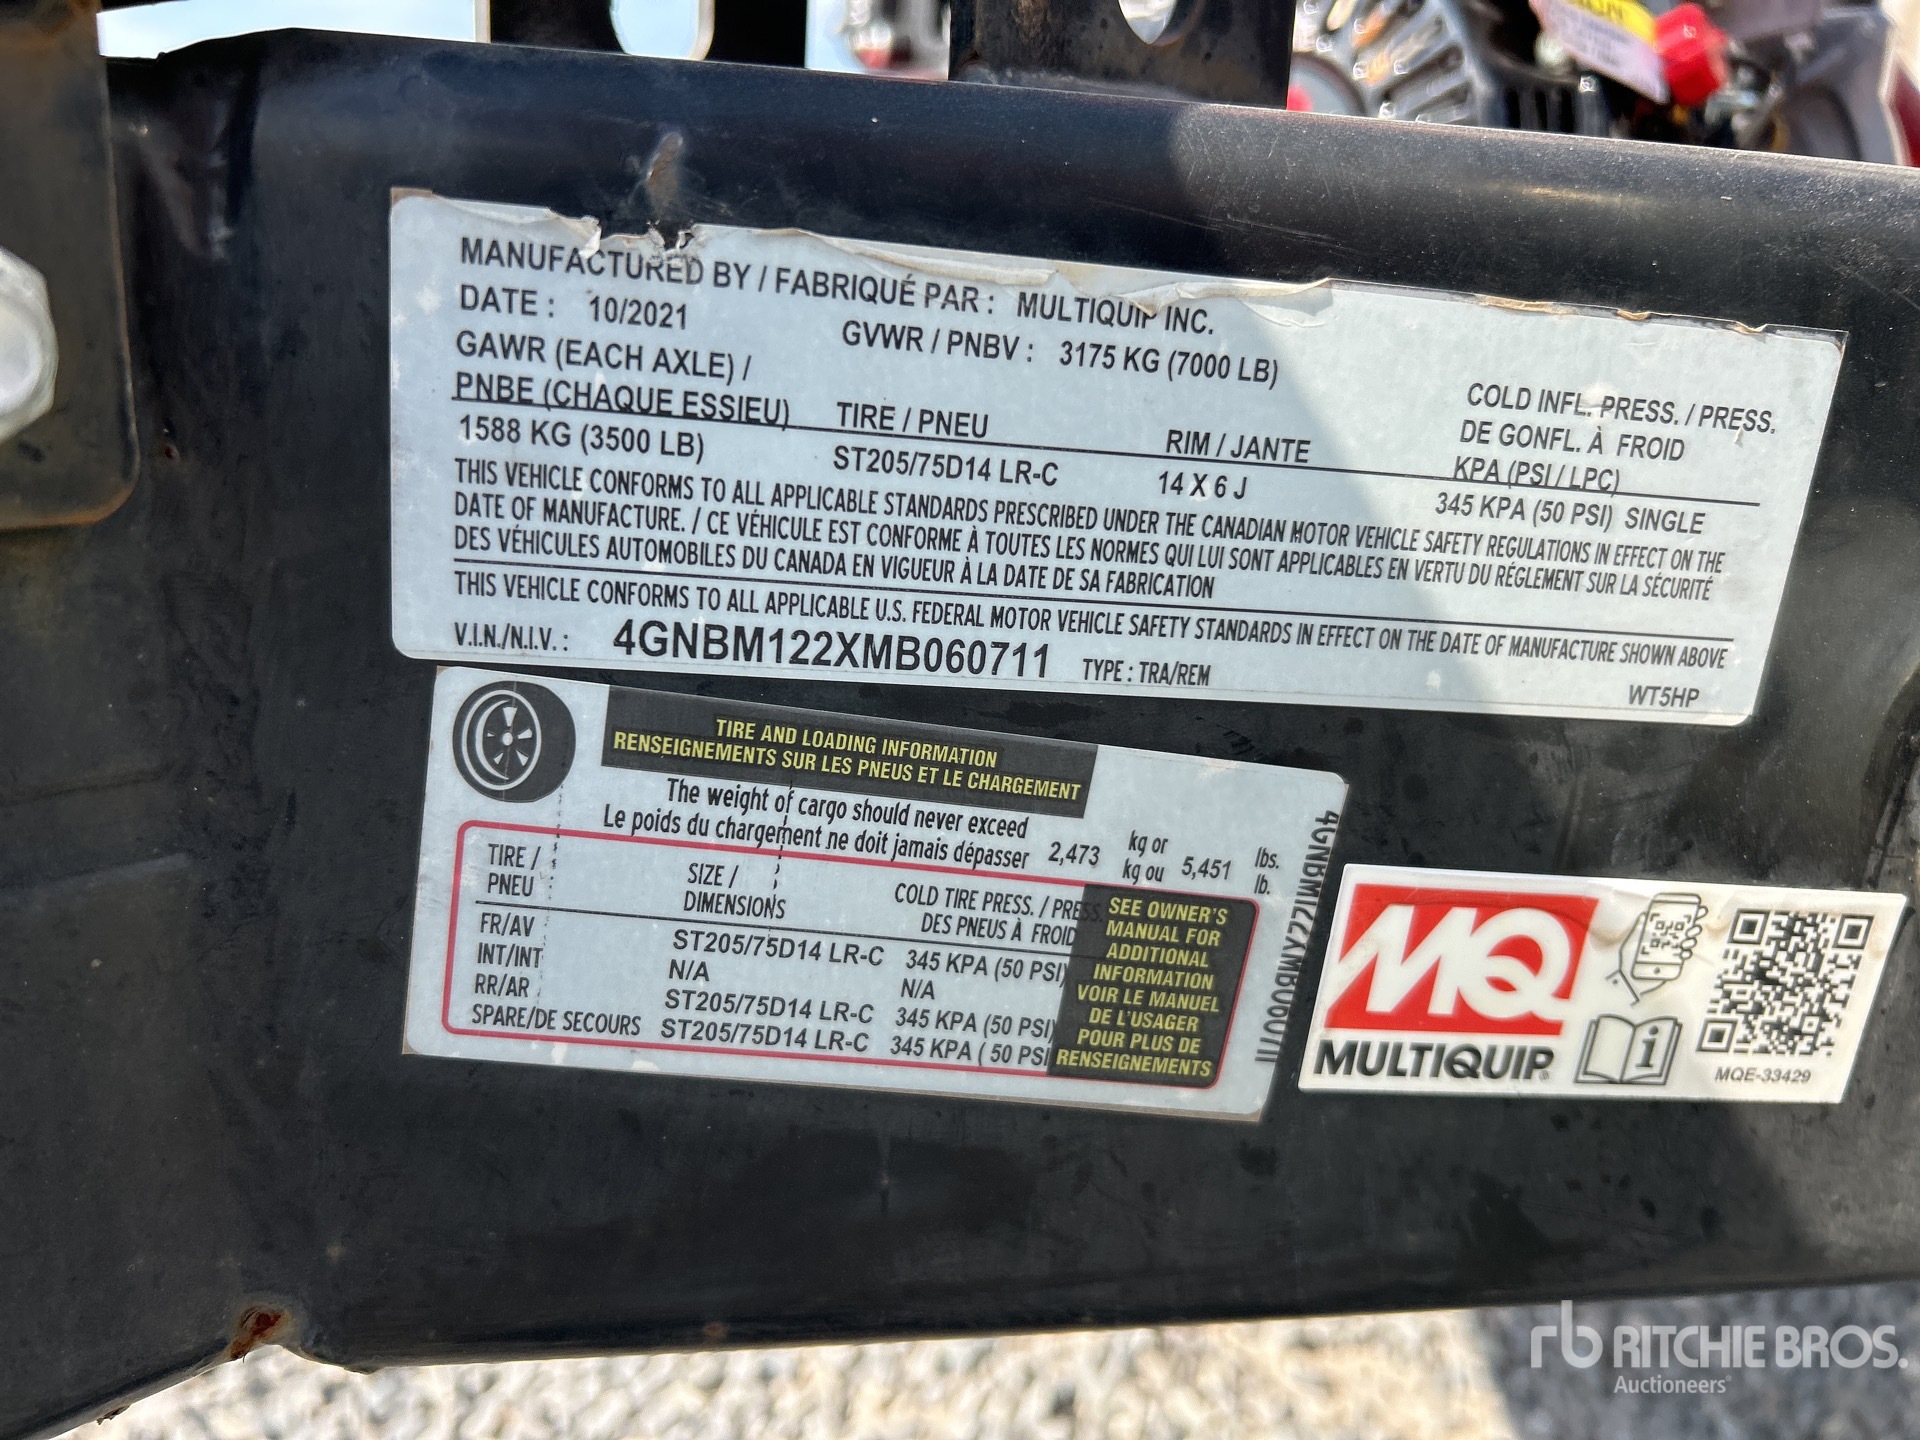 MANUFACTURED BY / FABRIQUÉ PAR : MULTIQUIP INC.
DATE : 10/2021
GVWR / PNBV : 3175 KG (7000 LB)
GAWR (EACH AXLE) /
PNBE (CHAQUE ESSIEU)
TIRE / PNEU
RIM / JANTE
COLD INFL. PRESS. / PRESS.
DE GONFL. À FROID
KPA (PSI / LPC)
1588 KG (3500 LB)
ST205/75D14 LR-C
14 X 6 J
345 KPA (50 PSI) SINGLE
THIS VEHICLE CONFORMS TO ALL APPLICABLE STANDARDS PRESCRIBED UNDER THE CANADIAN MOTOR VEHICLE SAFETY REGULATIONS IN EFFECT ON THE
DATE OF MANUFACTURE. / CE VÉHICULE EST CONFORME À TOUTES LES NORMES QUI LUI SONT APPLICABLES EN VERTU DU RÉGLEMENT SUR LA SÉCURITÉ
DES VÉHICULES AUTOMOBILES DU CANADA EN VIGUEUR À LA DATE DE SA FABRICATION
THIS VEHICLE CONFORMS TO ALL APPLICABLE U.S. FEDERAL MOTOR VEHICLE SAFETY STANDARDS IN EFFECT ON THE DATE OF MANUFACTURE SHOWN ABOVE
V.I.N./N.I.V. : 4GNBM122XMB060711 TYPE : TRA/REM
WT5HP
TIRE AND LOADING INFORMATION
RENSEIGNEMENTS SUR LES PNEUS ET LE CHARGEMENT
The weight of cargo should never exceed
Le poids du chargement ne doit jamais dépasser
2,473
kg or
kg ou
5,451
lbs.
lb.
TIRE /
PNEU
SIZE /
DIMENSIONS
COLD TIRE PRESS. / PRESS.
DES PNEUS À FROID
FR/AV ST205/75D14 LR-C 345 KPA (50 PSI)
INT/INT N/A N/A
RR/AR ST205/75D14 LR-C 345 KPA (50 PSI)
SPARE/DE SECOURS ST205/75D14 LR-C 345 KPA ( 50 PSI
SEE OWNER'S
MANUAL FOR
ADDITIONAL
INFORMATION
VOIR LE MANUEL
DE L'USAGER
POUR PLUS DE
RENSEIGNEMENTS
4GNBM122XMB060711
MQ
MULTIQUIP
i
MQE-33429
rb RITCHIE BROS.
Auctioneers